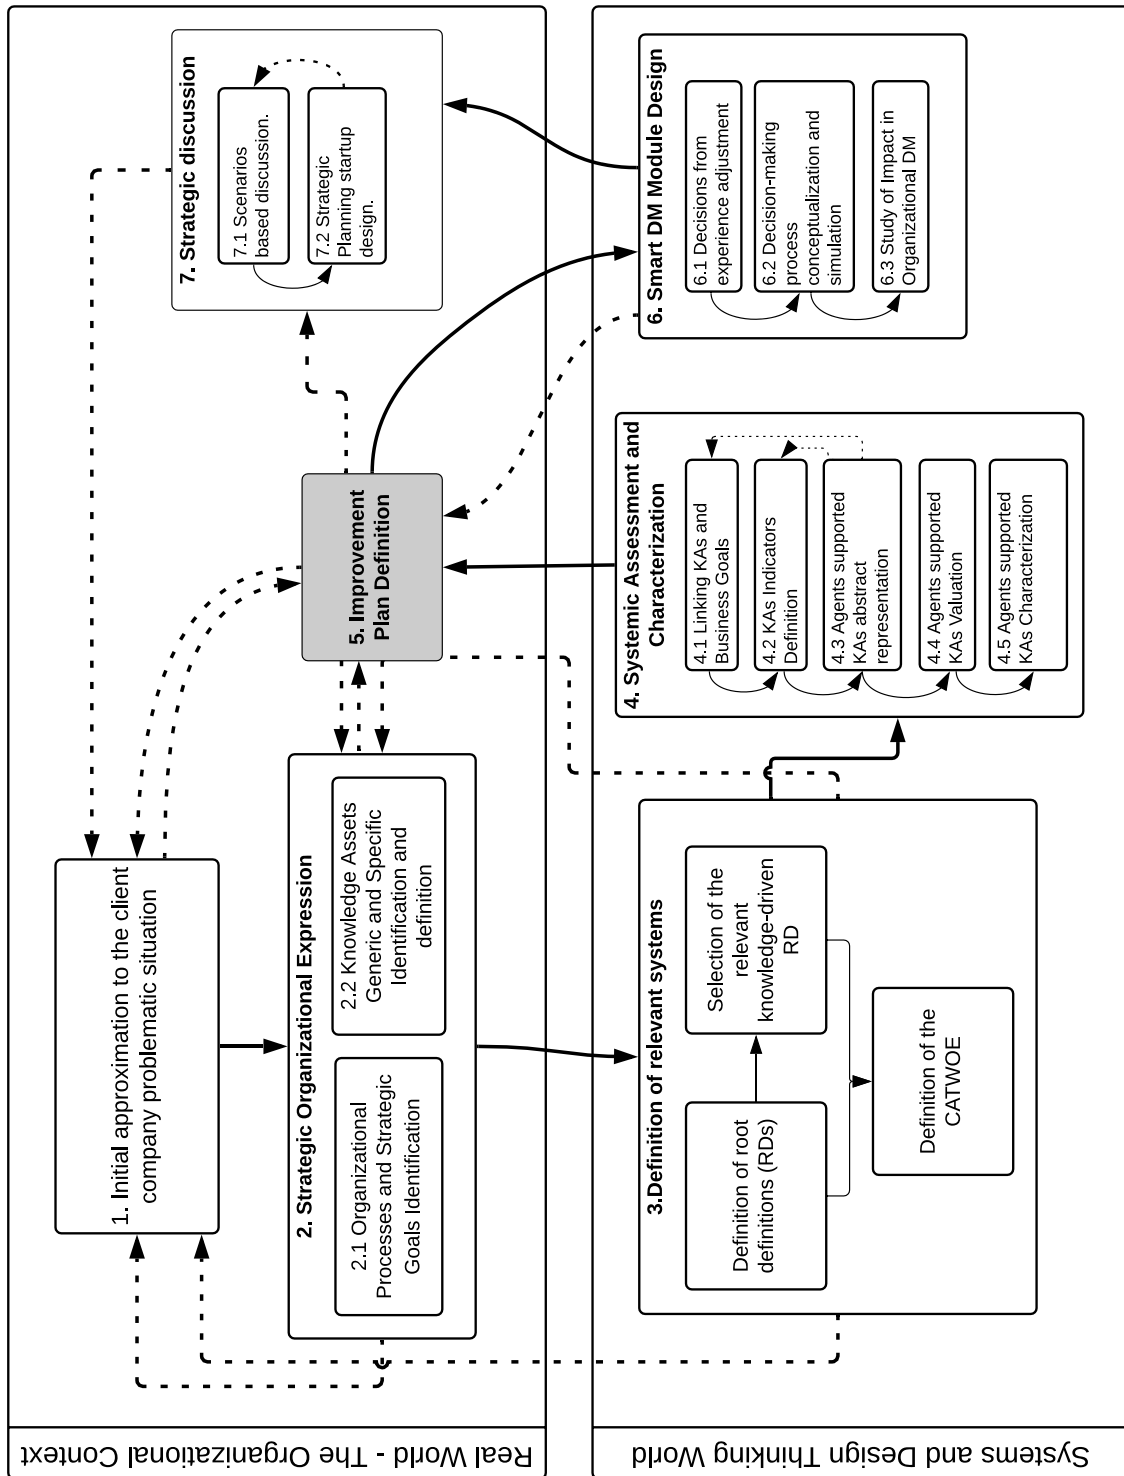 Real World - The Organizational Context
1. Initial approximation to the client
company problematic situation
2. Strategic Organizational Expression
2.1 Organizational
Processes and Strategic
Goals Identification
2.2 Knowledge Assets
Generic and Specific
Identification and
definition
5. Improvement
Plan Definition
7. Strategic discussion
7.1 Scenarios
based discussion.
7.2 Strategic
Planning startup
design.
Systems and Design Thinking World
3.Definition of relevant systems
Definition of root
definitions (RDs)
Selection of the
relevant
knowledge-driven
RD
Definition of the
CATWOE
4. Systemic Assessment and
Characterization
4.1 Linking KAs and
Business Goals
4.2 KAs Indicators
Definition
4.3 Agents supported
KAs abstract
representation
4.4 Agents supported
KAs Valuation
4.5 Agents supported
KAs Characterization
6. Smart DM Module Design
6.1 Decisions from
experience adjustment
6.2 Decision-making
process
conceptualization and
simulation
6.3 Study of Impact in
Organizational DM